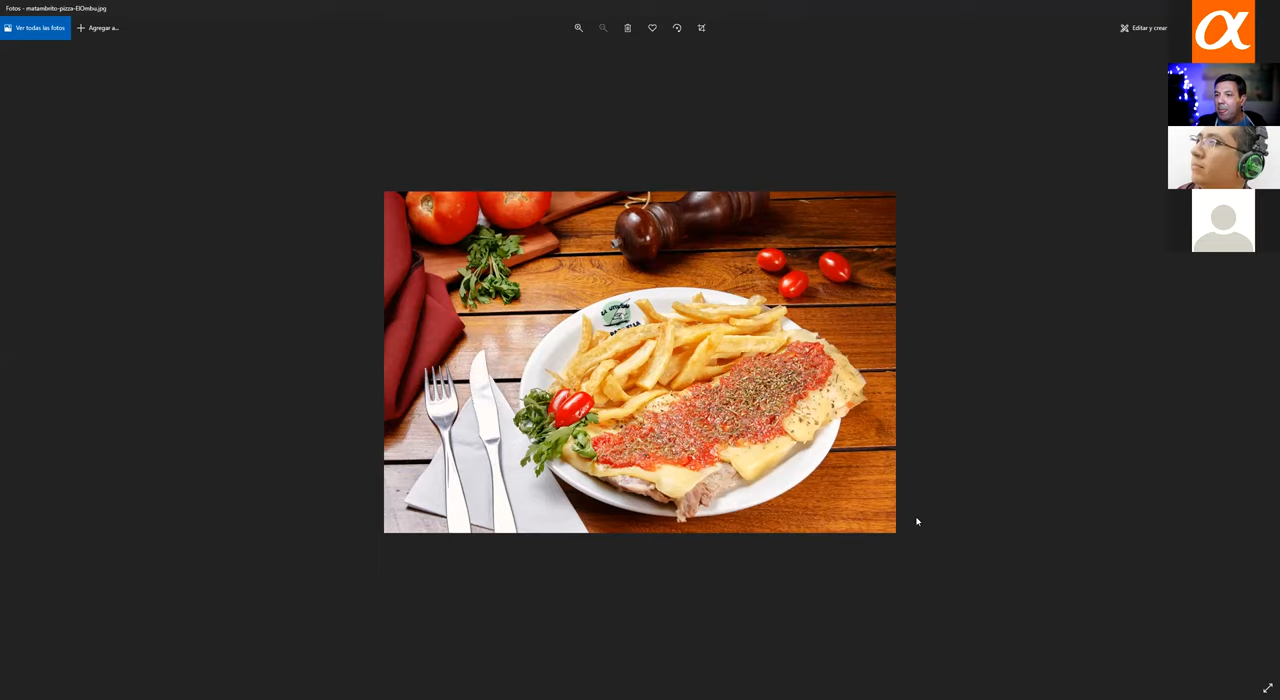 Fotos - matambrito-pizza-ElOmbu.jpg
Ver todas las fotos
Agregar a...
Editar y crear
α